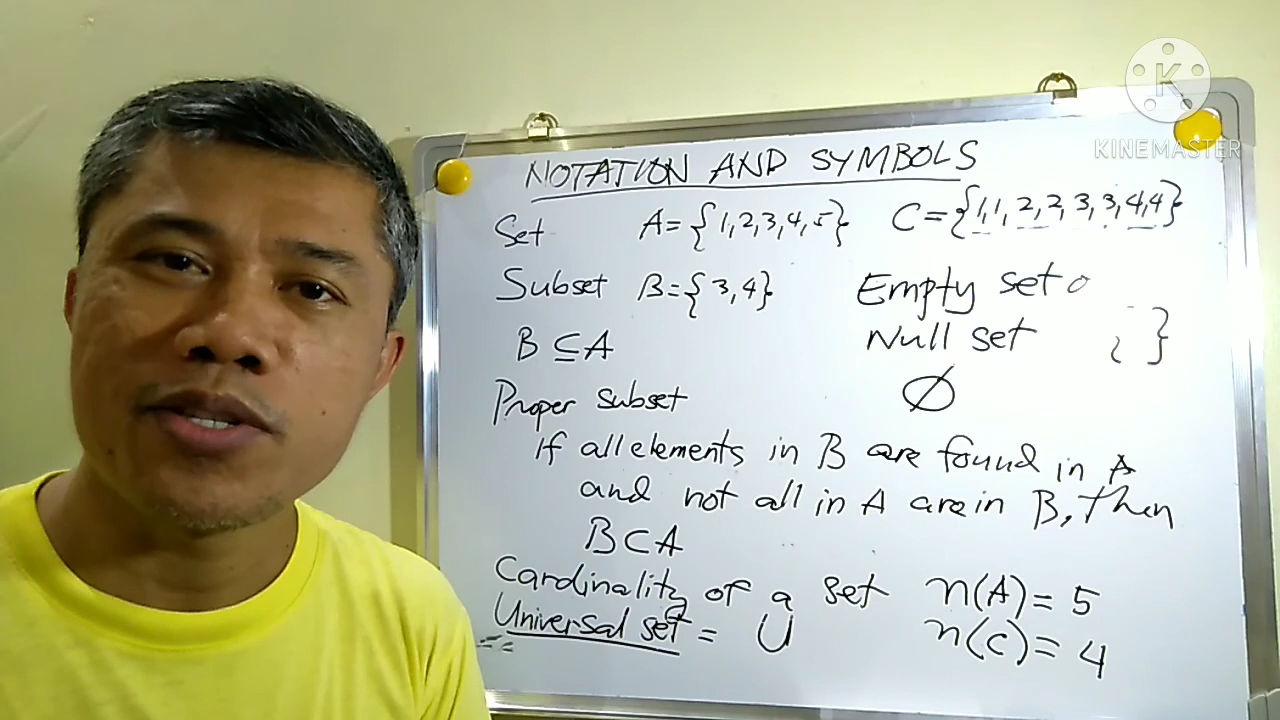 K
KINEMASTER
NOTATION AND SYMBOLS
Set A={1,2,3,4,5} C={1,1,2,2,3,3,4,4}
Subset B={3,4} Empty set
B⊆A Null set { }
Proper subset ∅
if all elements in B are found in A
and not all in A are in B, then
B⊂A
Cardinality of a set n(A)=5
Universal set = U n(C)=4